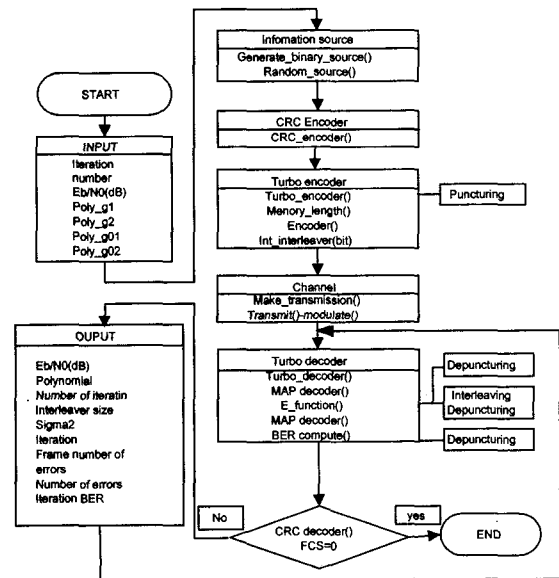 START
INPUT
Iteration
number
Eb/N0(dB)
Poly_g1
Poly_g2
Poly_g01
Poly_g02
Infomation source
Generate_binary_source()
Random_source()
CRC Encoder
CRC_encoder()
Turbo encoder
Turbo_encoder()
Menory_length()
Encoder()
Int_interleaver(bit)
Puncturing
Channel
Make_transmission()
Transmit()-modulate()
Turbo decoder
Turbo_decoder()
MAP decoder()
E_function()
MAP decoder()
BER compute()
Depuncturing
Interleaving
Depuncturing
Depuncturing
OUPUT
Eb/N0(dB)
Polynomial
Number of iteratin
Interleaver size
Sigma2
Iteration
Frame number of
errors
Number of errors
Iteration BER
No
CRC decoder()
FCS=0
yes
END